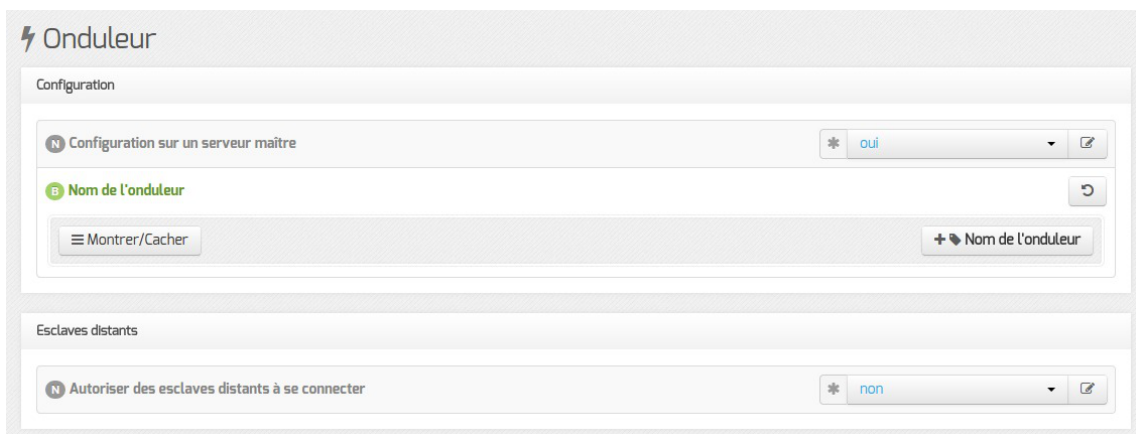 Onduleur
Configuration
N Configuration sur un serveur maître
oui
B Nom de l'onduleur
Montrer/Cacher
Nom de l'onduleur
Esclaves distants
N Autoriser des esclaves distants à se connecter
non